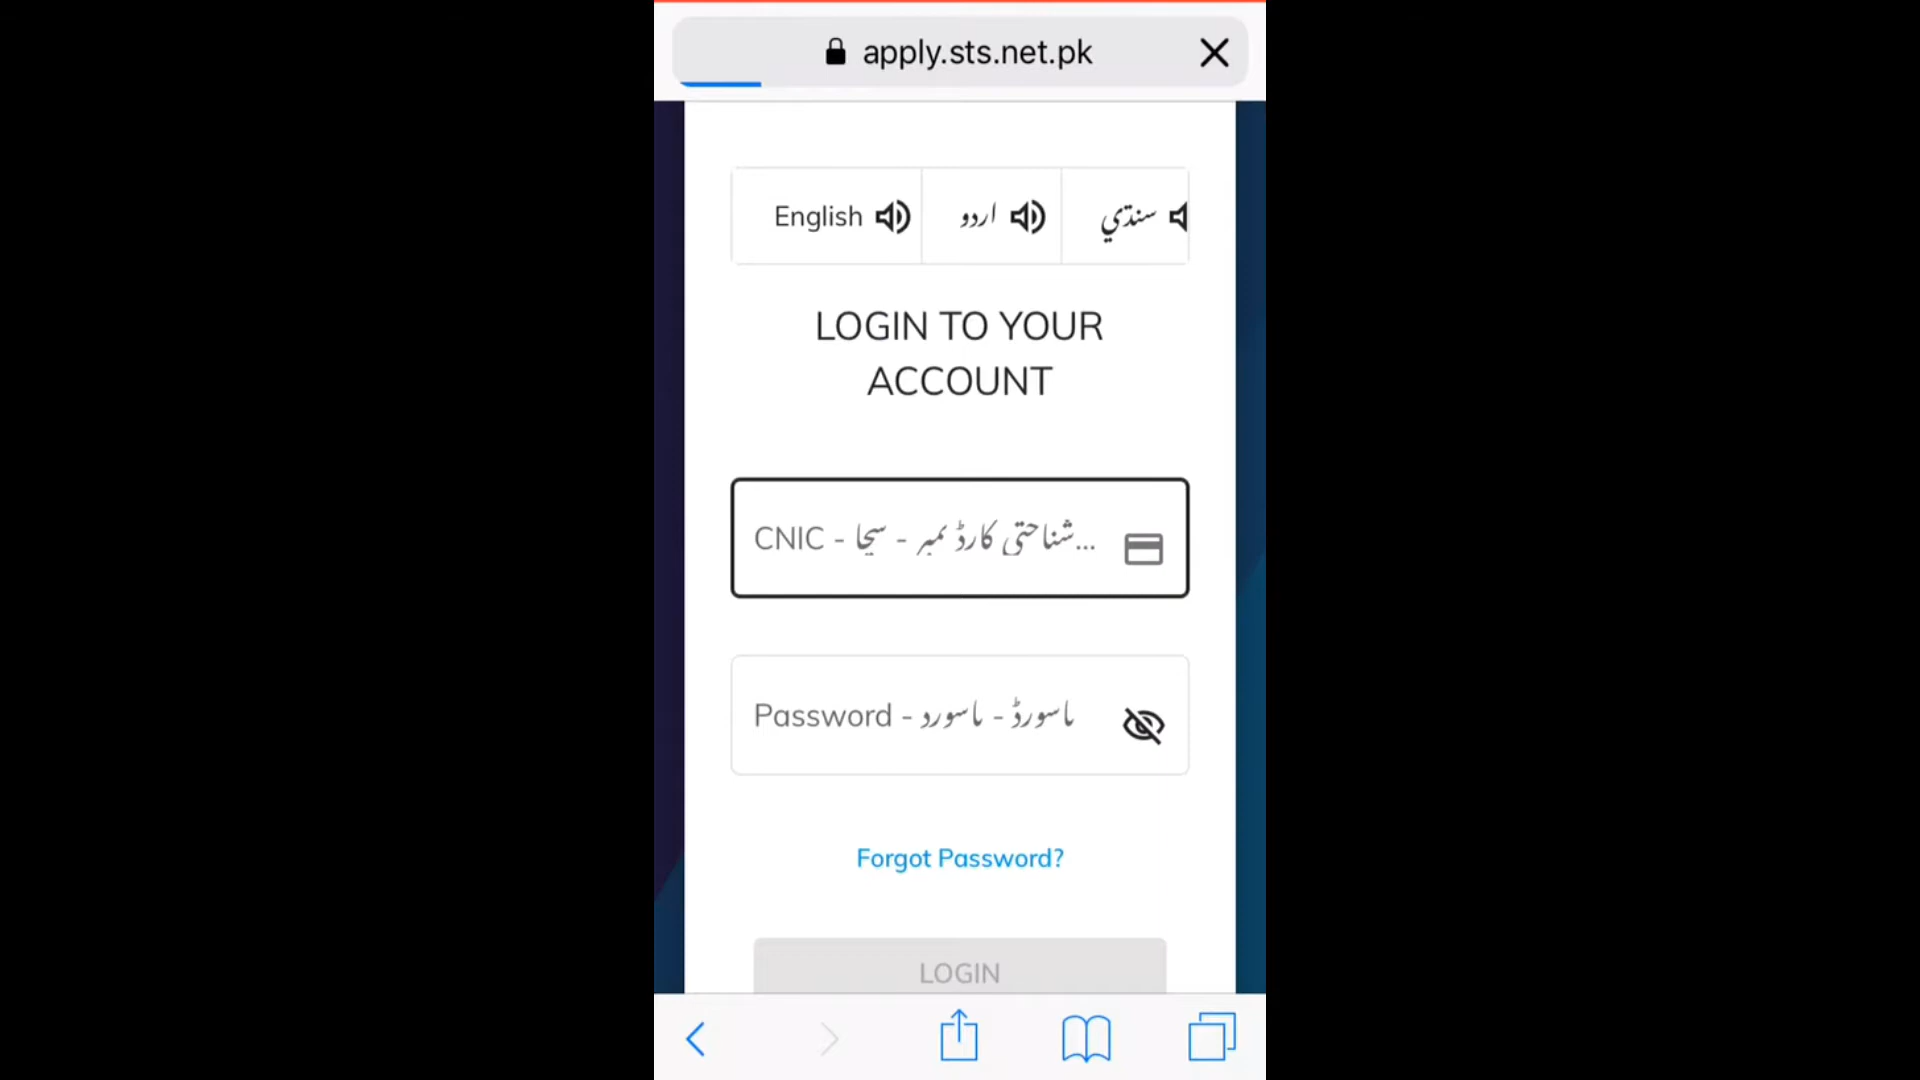 apply.sts.net.pk
English
اردو
سنڌي
LOGIN TO YOUR
ACCOUNT
CNIC - سڃا - شناختی کارڈ نمبر...
Password - پاسورڊ - پاسورڈ
Forgot Password?
LOGIN